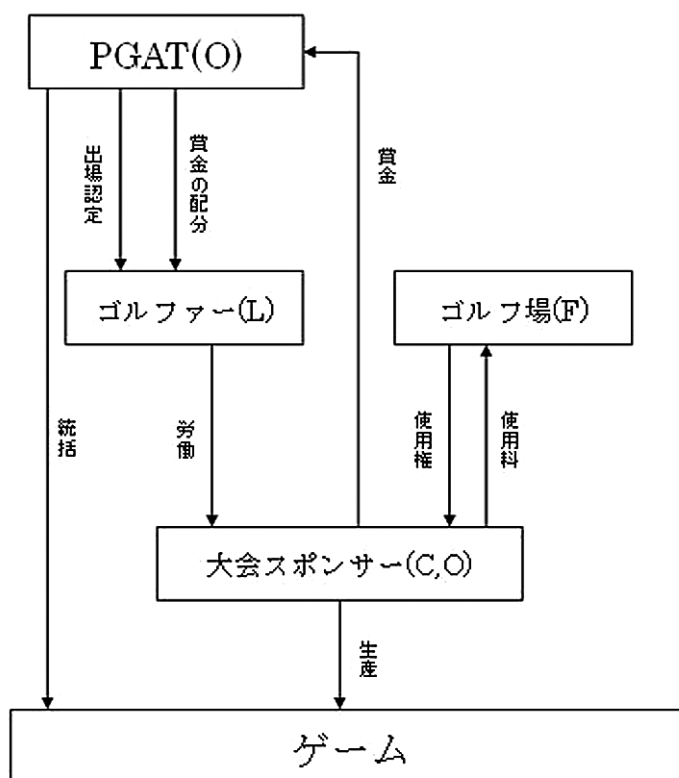 PGAT(O)
出場認定
賞金の配分
賞金
ゴルファー(L)
ゴルフ場(F)
統括
労働
使用権
使用料
大会スポンサー(C,O)
生産
ゲーム